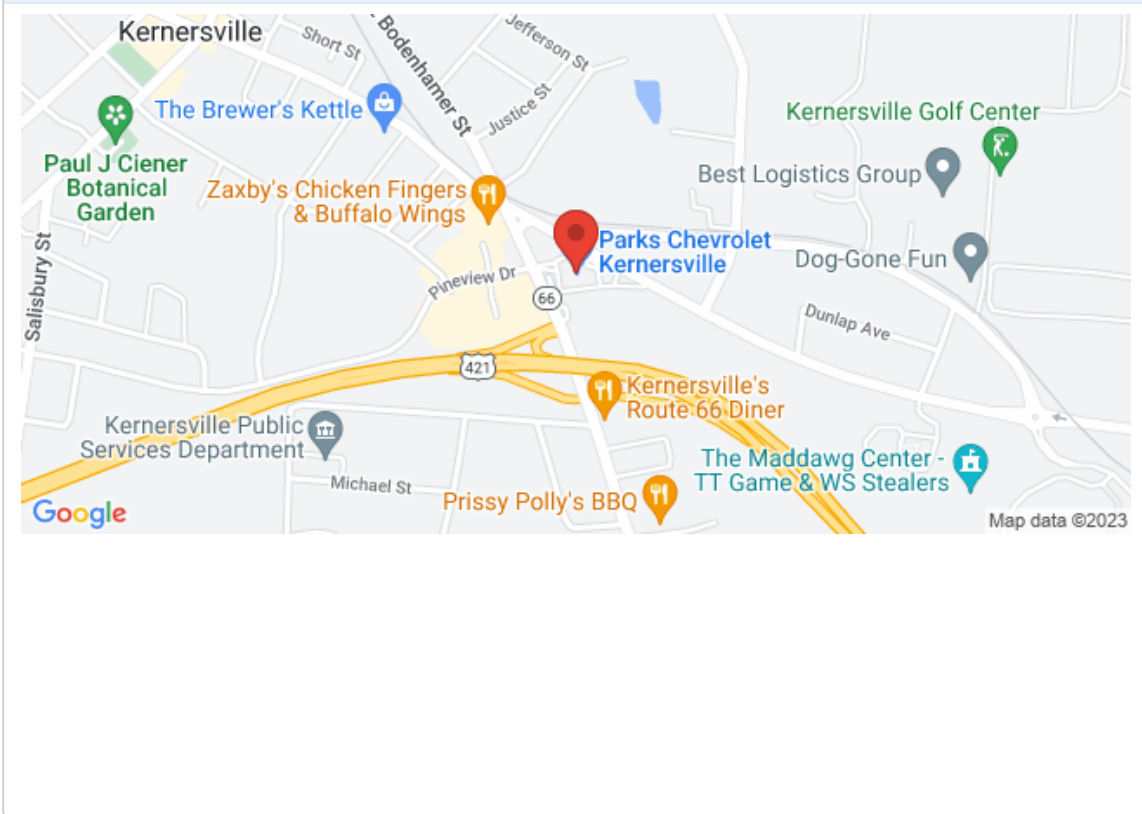 Kernersville
Short St
Bodenhamer St
Jefferson St
Justice St
The Brewer's Kettle
Kernersville Golf Center
Paul J Ciener
Botanical
Garden
Zaxby's Chicken Fingers
& Buffalo Wings
Best Logistics Group
Salisbury St
Parks Chevrolet
Kernersville
Dog-Gone Fun
Pineview Dr
66
Dunlap Ave
421
Kernersville's
Route 66 Diner
Kernersville Public
Services Department
The Maddawg Center -
TT Game & WS Stealers
Michael St
Prissy Polly's BBQ
Google
Map data ©2023